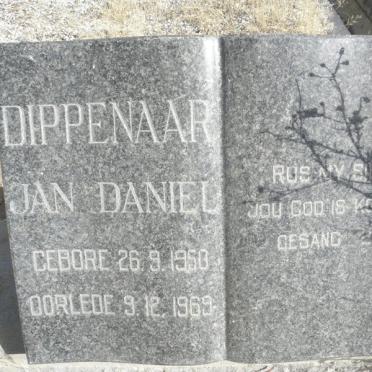 DIPPENAAR
JAN DANIEL
GEBORE 26.9.1950
OORLEDE 9.12.1969
RUS MY
JOU GOD IS
GESANG